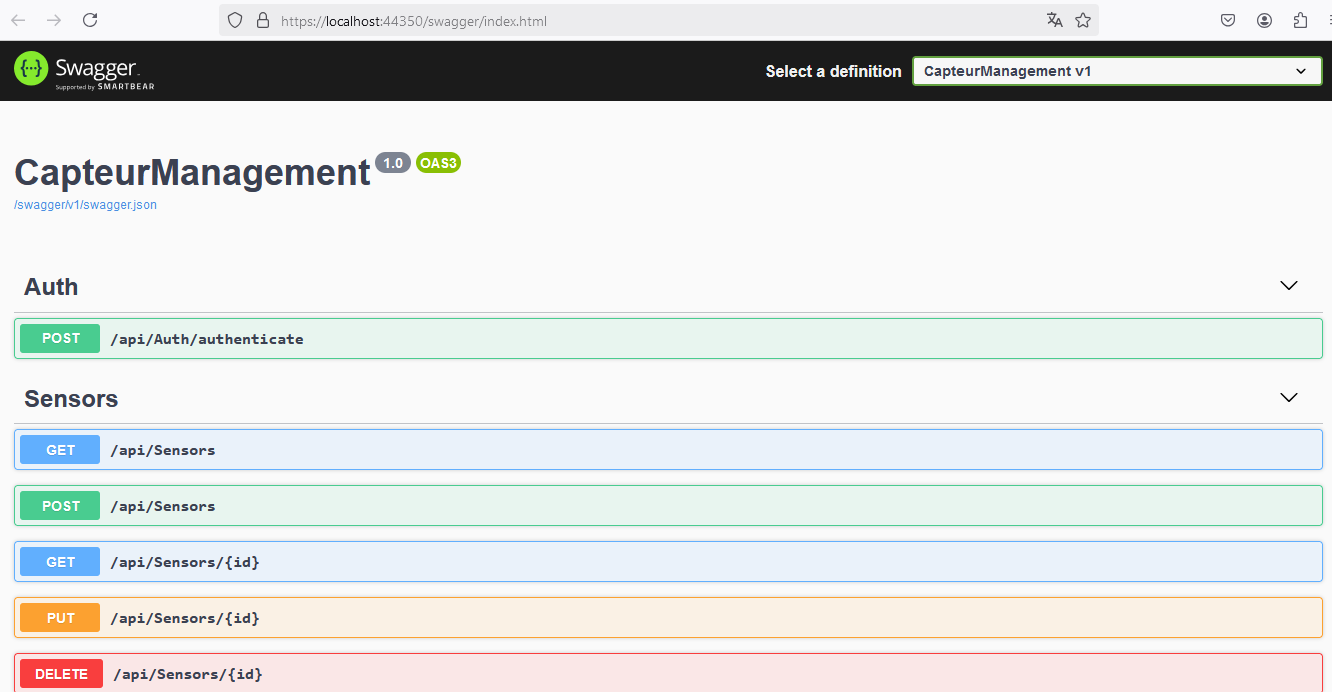 https://localhost:44350/swagger/index.html
{···} Swagger
Supported by SMARTBEAR
Select a definition
CapteurManagement v1
CapteurManagement 1.0 OAS3
/swagger/v1/swagger.json
Auth
POST /api/Auth/authenticate
Sensors
GET /api/Sensors
POST /api/Sensors
GET /api/Sensors/{id}
PUT /api/Sensors/{id}
DELETE /api/Sensors/{id}